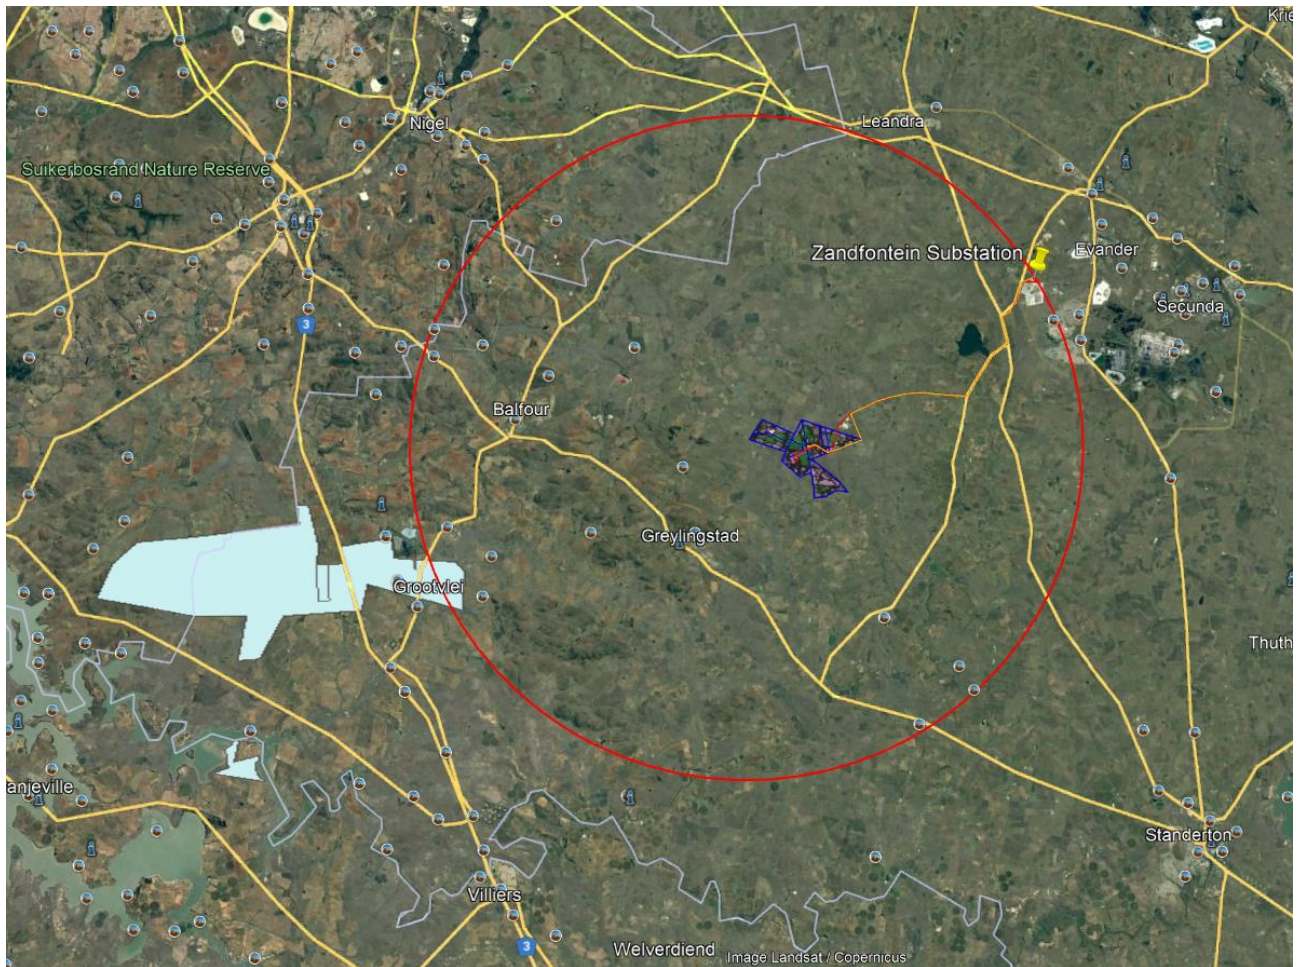 Krie
Nigel
Leandra
Suikerbosrand Nature Reserve
Zandfontein Substation
Evander
Secunda
3
Balfour
Greylingstad
Grootvlei
Thuth
anjeville
Standerton
Villiers
3
Welverdiend
Image Landsat / Copernicus